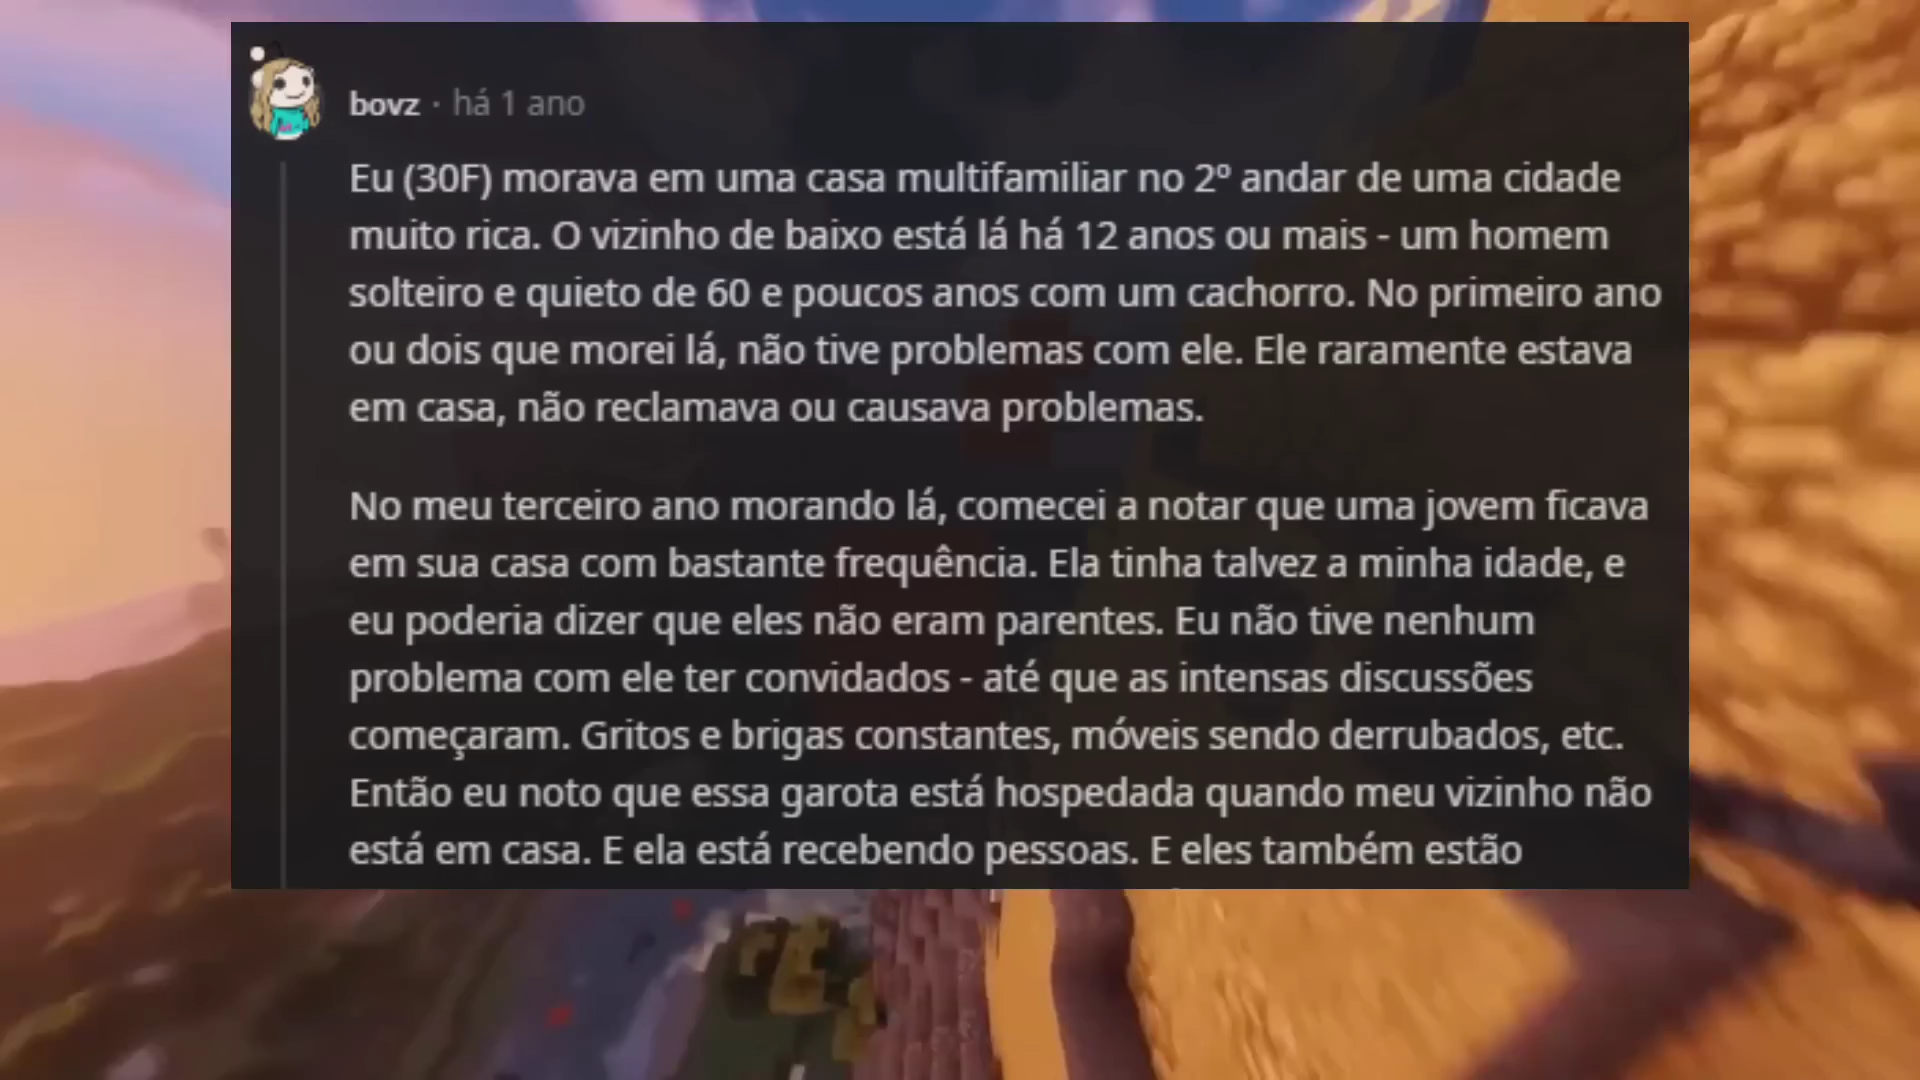 bovz · há 1 ano
Eu (30F) morava em uma casa multifamiliar no 2º andar de uma cidade
muito rica. O vizinho de baixo está lá há 12 anos ou mais - um homem
solteiro e quieto de 60 e poucos anos com um cachorro. No primeiro ano
ou dois que morei lá, não tive problemas com ele. Ele raramente estava
em casa, não reclamava ou causava problemas.
No meu terceiro ano morando lá, comecei a notar que uma jovem ficava
em sua casa com bastante frequência. Ela tinha talvez a minha idade, e
eu poderia dizer que eles não eram parentes. Eu não tive nenhum
problema com ele ter convidados - até que as intensas discussões
começaram. Gritos e brigas constantes, móveis sendo derrubados, etc.
Então eu noto que essa garota está hospedada quando meu vizinho não
está em casa. E ela está recebendo pessoas. E eles também estão